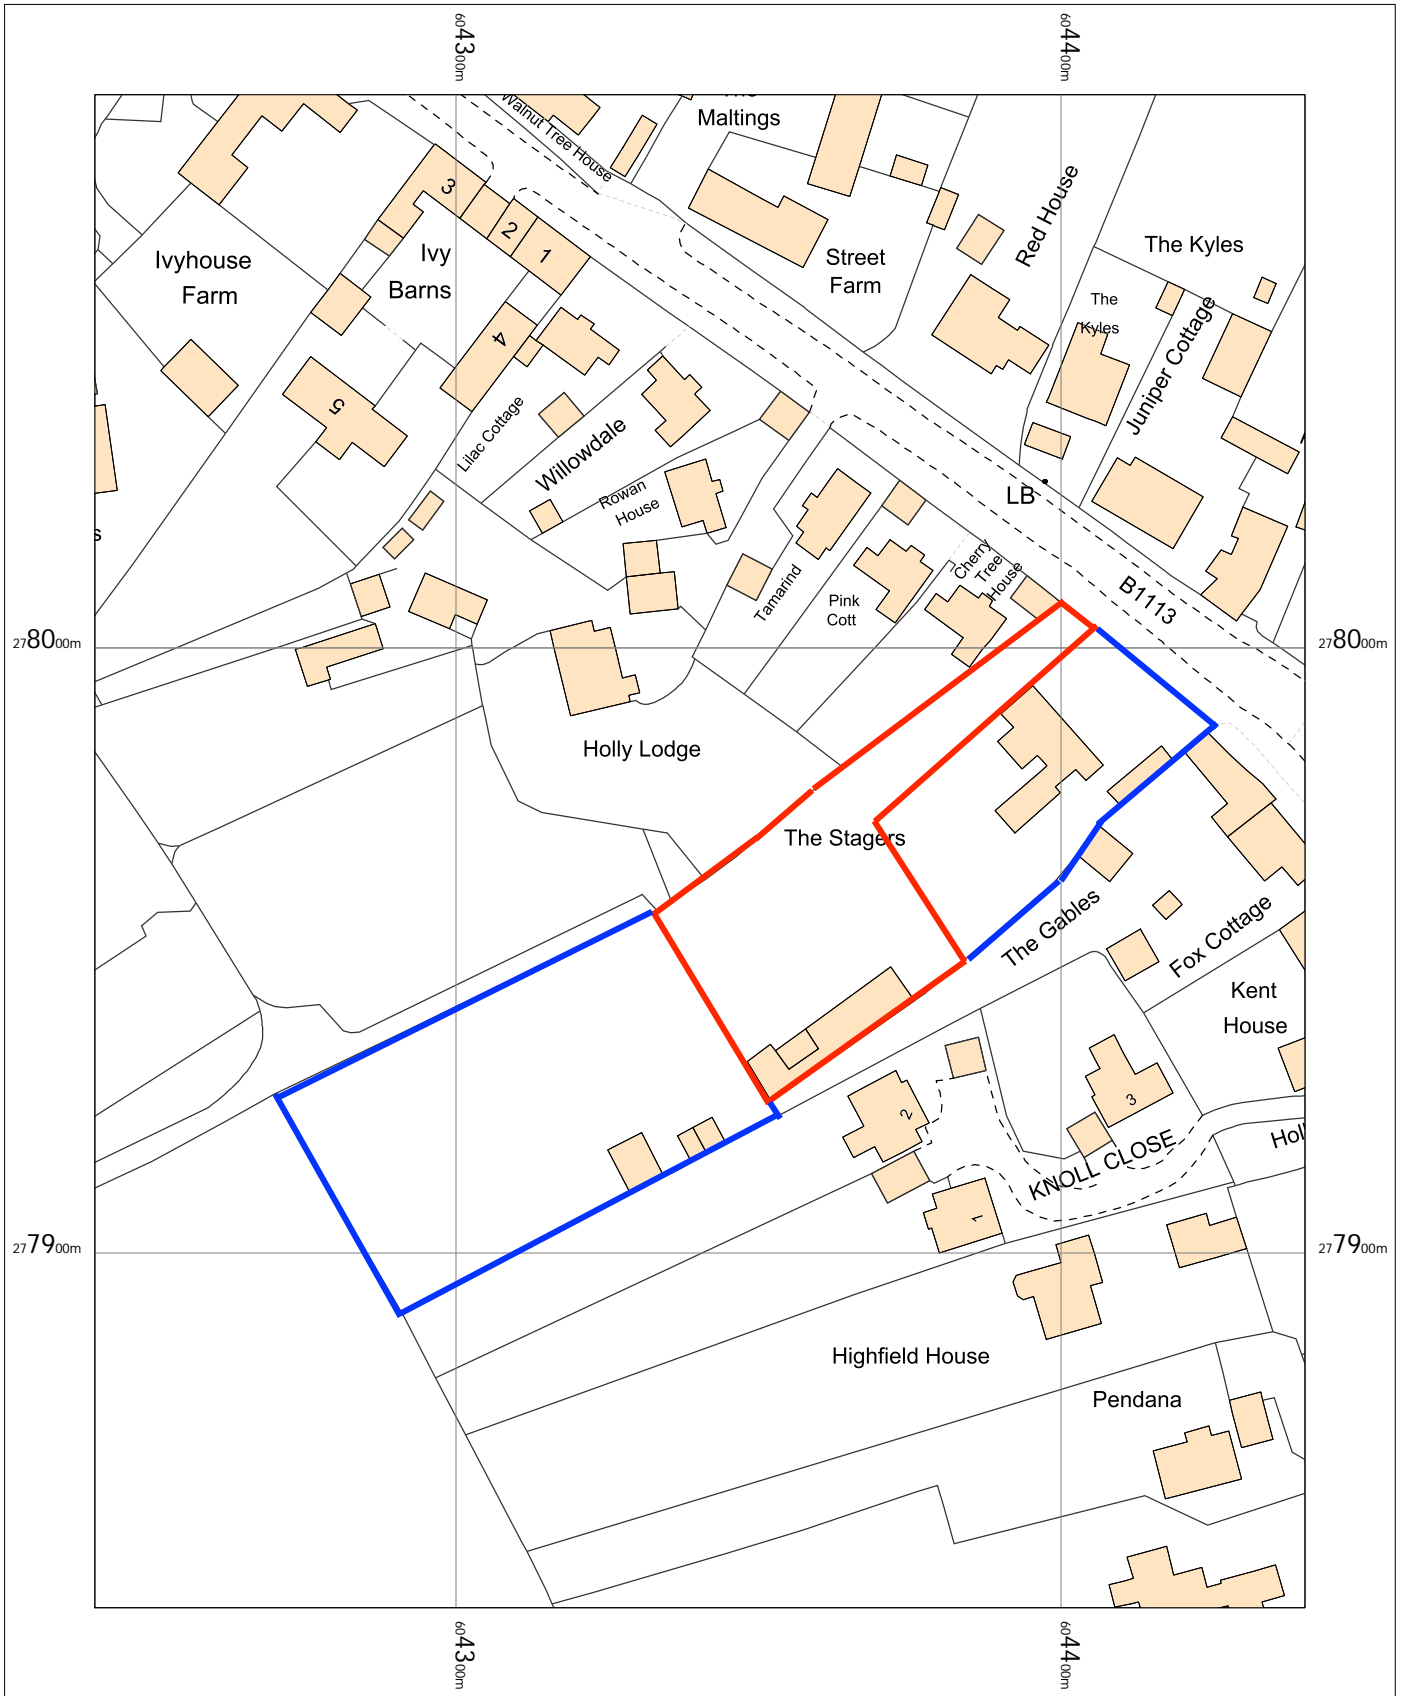 604300m
604400m
Walnut Tree House
The
Maltings
3
2
1
Ivy
Barns
Ivyhouse
Farm
Street
Farm
Red House
The Kyles
The
Kyles
Juniper Cottage
4
5
Lilac Cottage
Willowdale
Rowan
House
LB
s
Tamarind
Pink
Cott
Cherry
Tree
House
B1113
278000m
278000m
Holly Lodge
The Stagers
The Gables
Fox Cottage
Kent
House
2
3
KNOLL CLOSE
Holl
1
277900m
277900m
Highfield House
Pendana
604300m
604400m